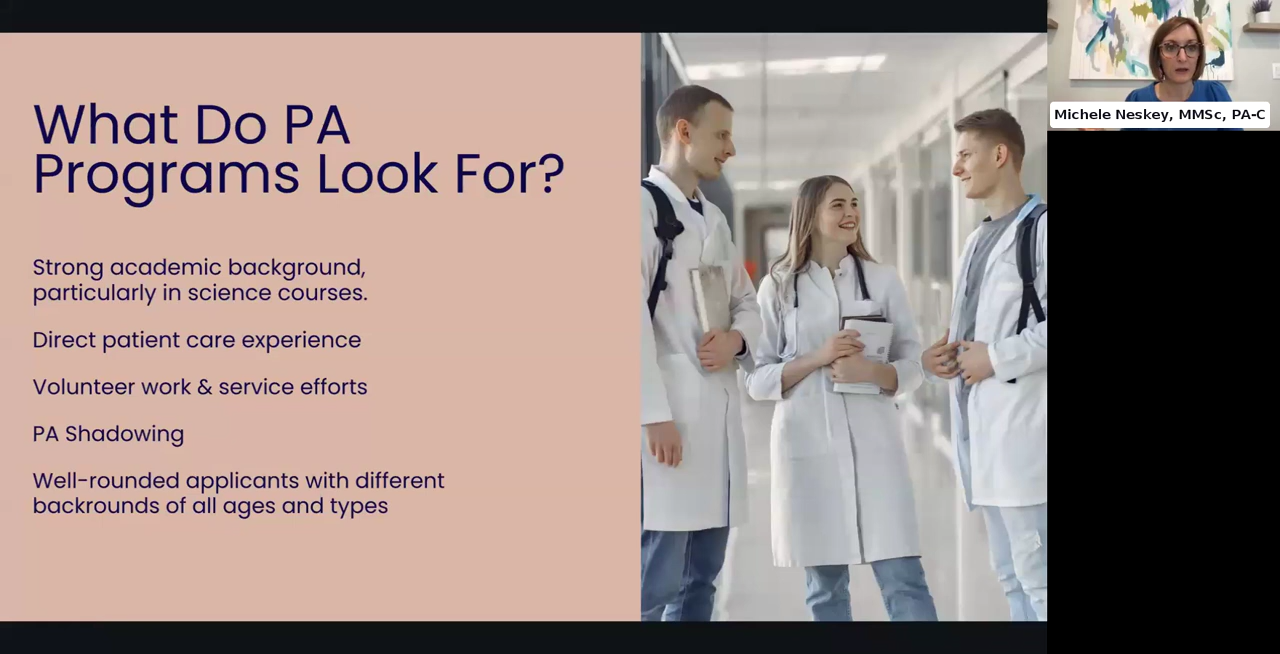 What Do PA
Programs Look For?
Strong academic background,
particularly in science courses.
Direct patient care experience
Volunteer work & service efforts
PA Shadowing
Well-rounded applicants with different
backrounds of all ages and types
Michele Neskey, MMSc, PA-C